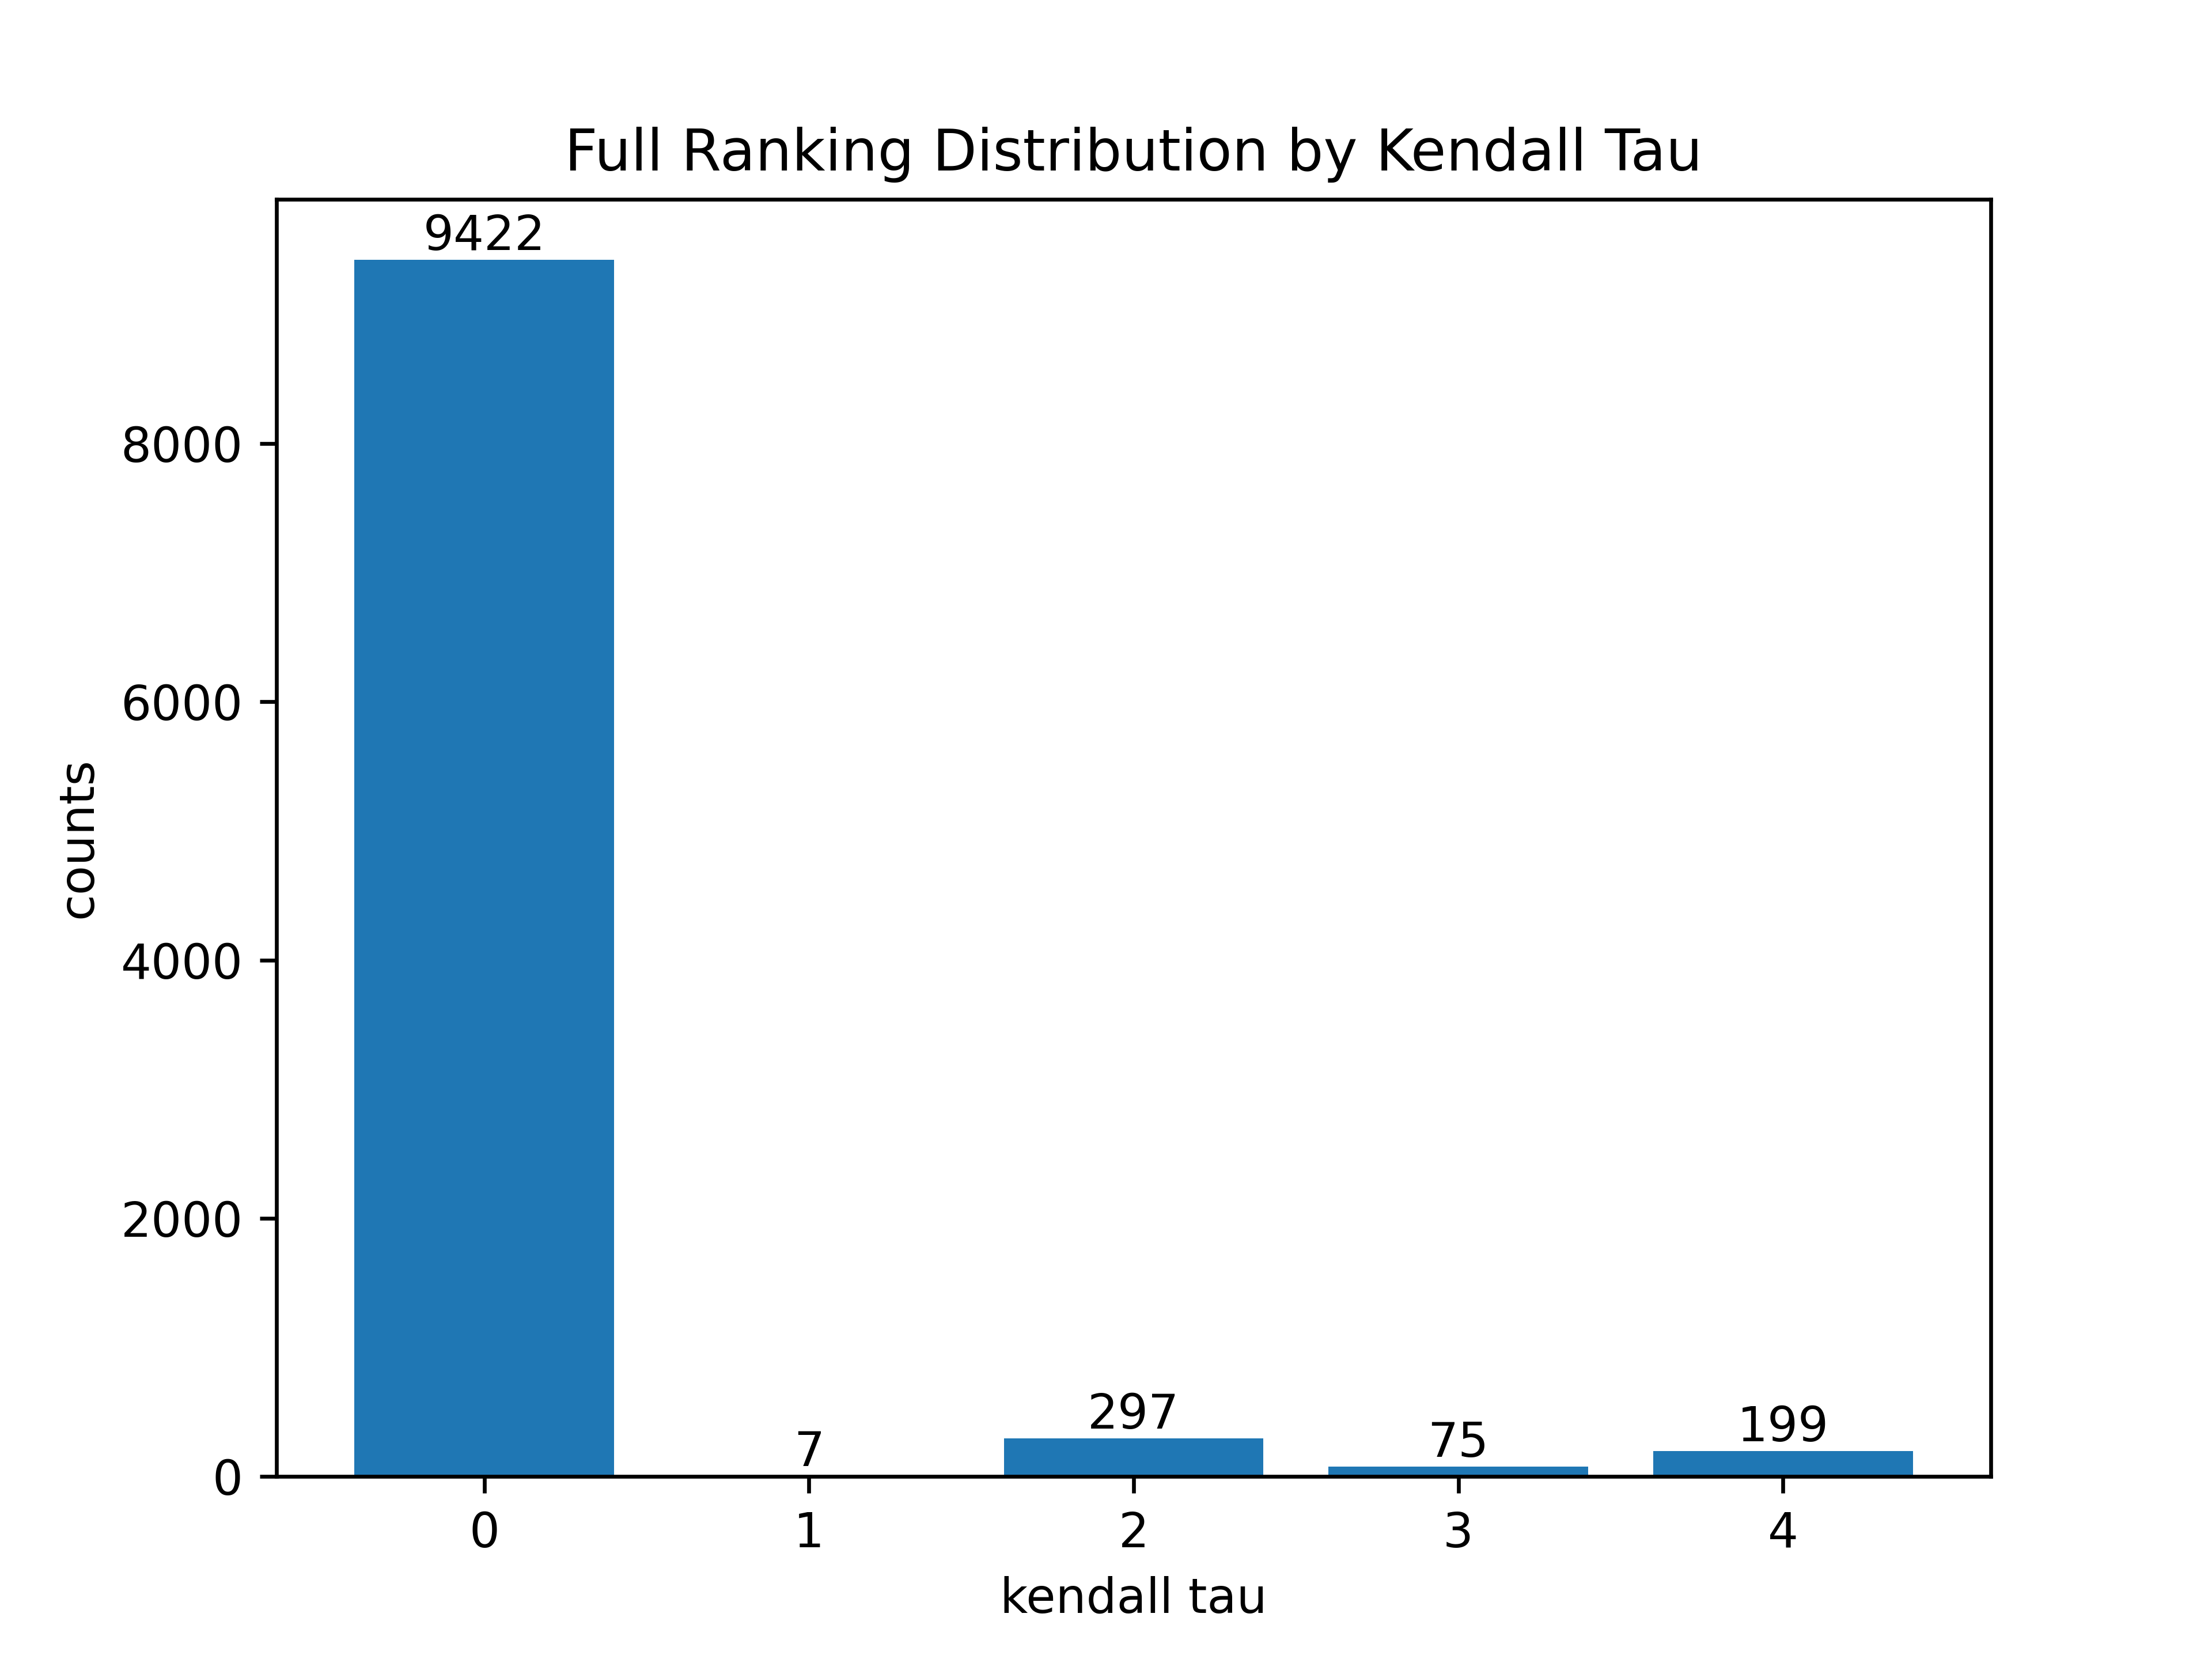 Full Ranking Distribution by Kendall Tau
9422
8000
6000
counts
4000
2000
297
199
75
7
0
0 1 2 3 4
kendall tau